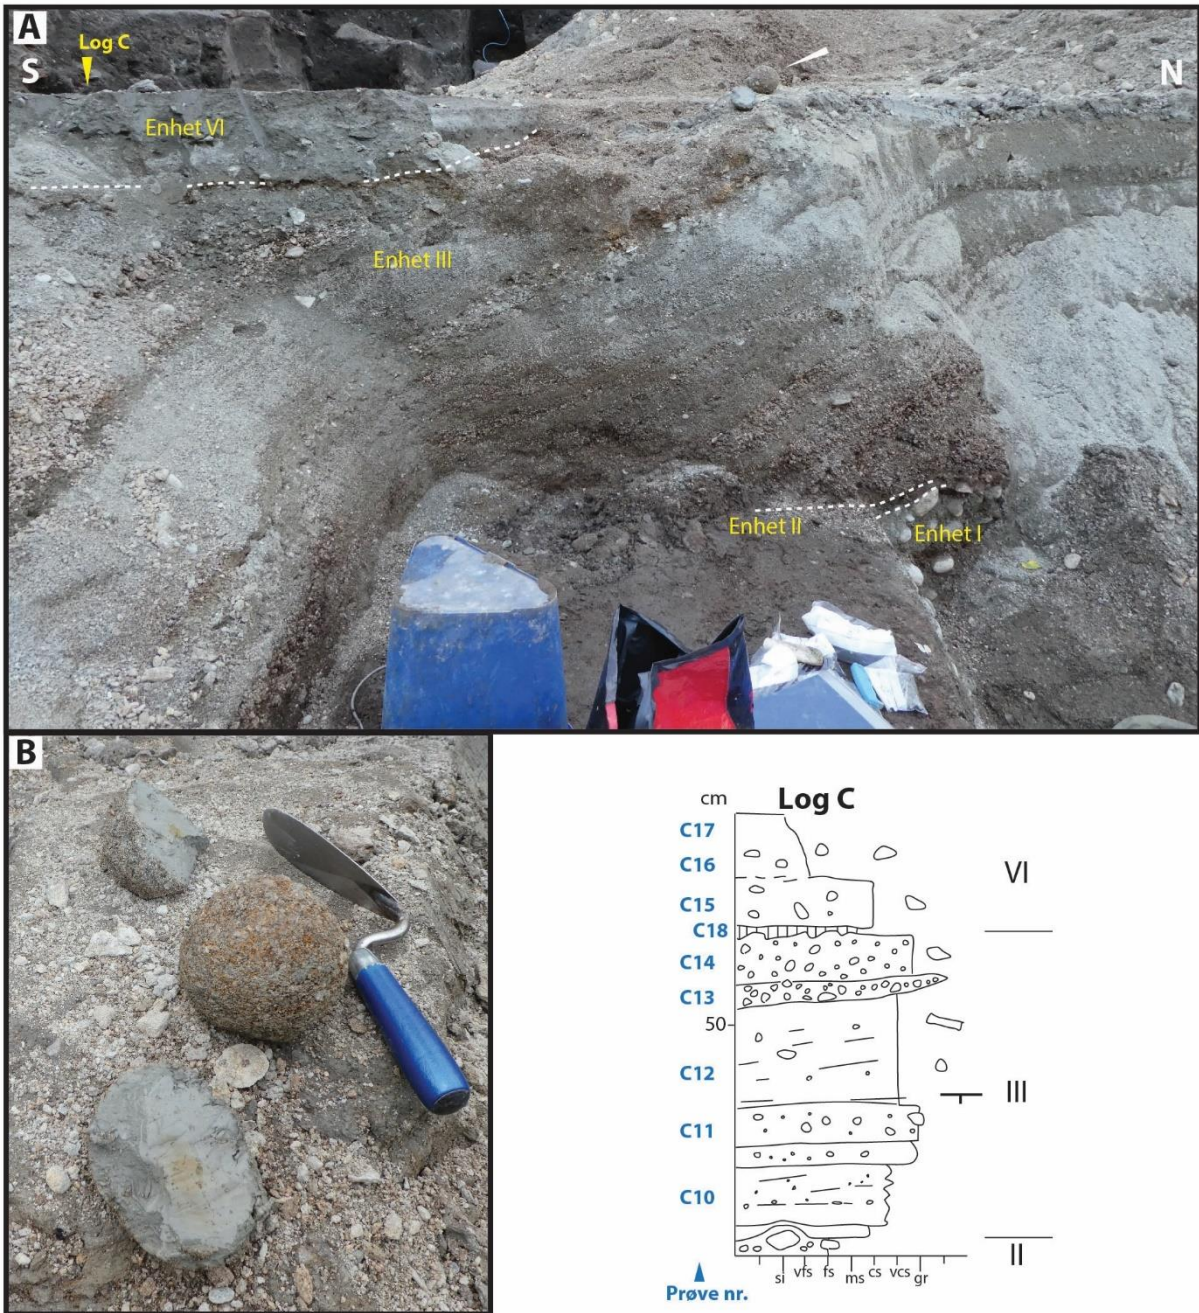 A
Log C
S
N
Enhet VI
Enhet III
Enhet II
Enhet I
B
cm Log C
C17
C16
VI
C15
C18
C14
C13
50
C12
III
C11
C10
II
si vfs fs ms cs vcs gr
Prøve nr.